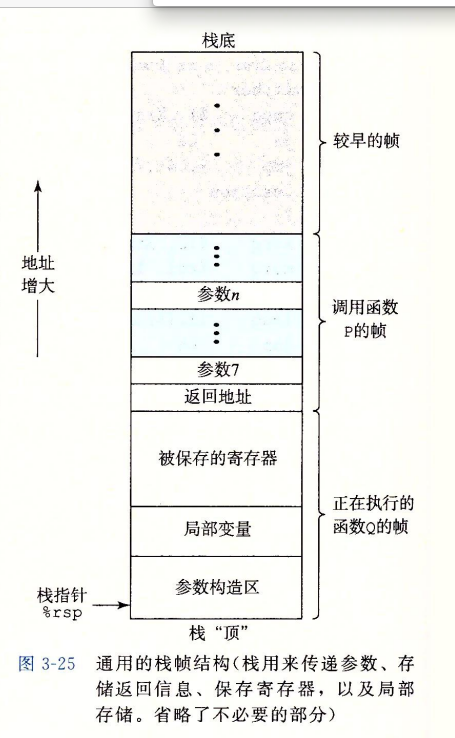 栈底
较早的帧
地址
增大
参数n
调用函数
P的帧
参数7
返回地址
被保存的寄存器
正在执行的
函数Q的帧
局部变量
参数构造区
栈指针
%rsp
栈“顶”
图 3-25 通用的栈帧结构(栈用来传递参数、存
储返回信息、保存寄存器，以及局部
存储。省略了不必要的部分)